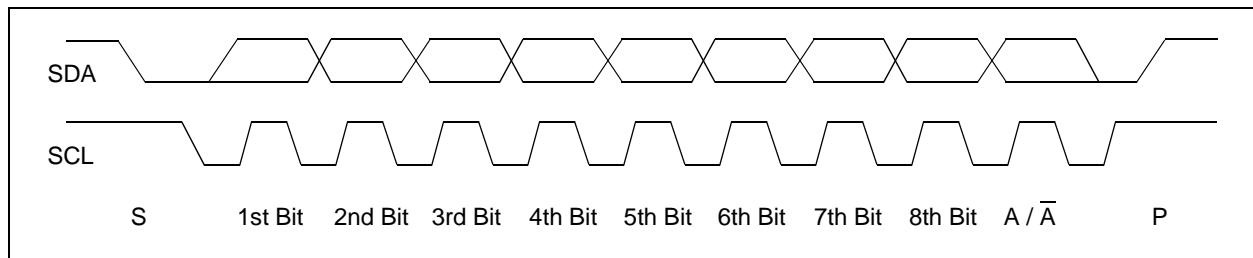 SDA
SCL
S 1st Bit 2nd Bit 3rd Bit 4th Bit 5th Bit 6th Bit 7th Bit 8th Bit A / A̅ P